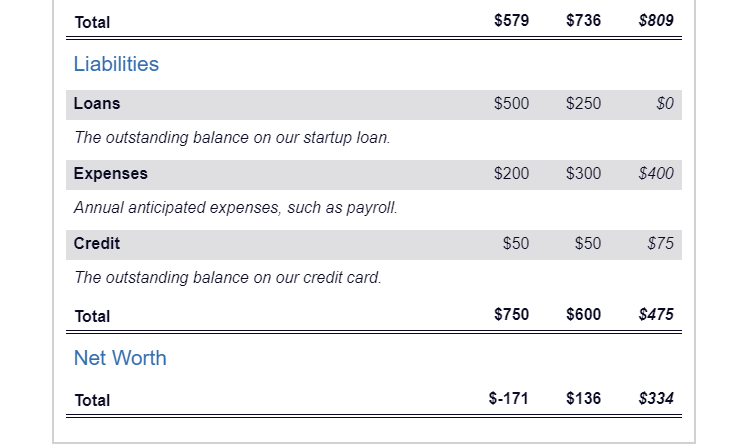 Total $579 $736 $809
Liabilities
Loans $500 $250 $0
The outstanding balance on our startup loan.
Expenses $200 $300 $400
Annual anticipated expenses, such as payroll.
Credit $50 $50 $75
The outstanding balance on our credit card.
Total $750 $600 $475
Net Worth
Total $-171 $136 $334